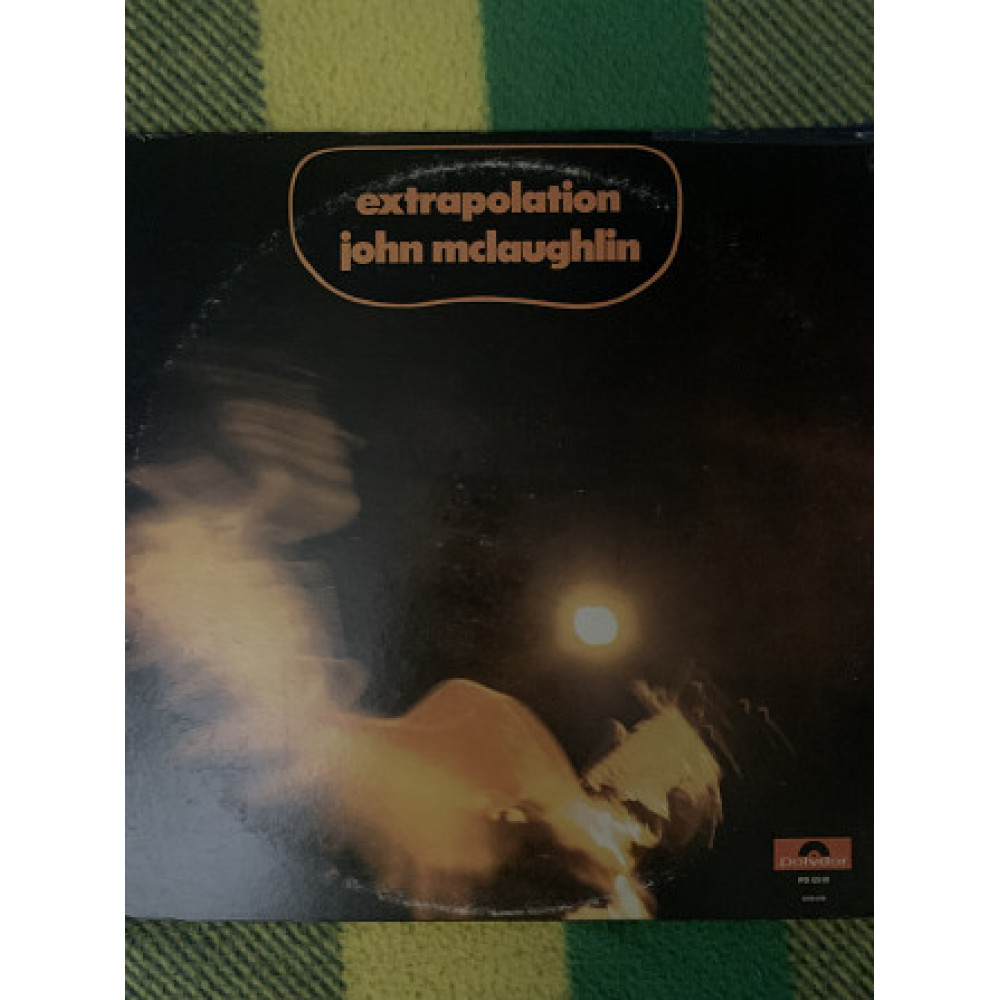 extrapolation
john mclaughlin
polydor